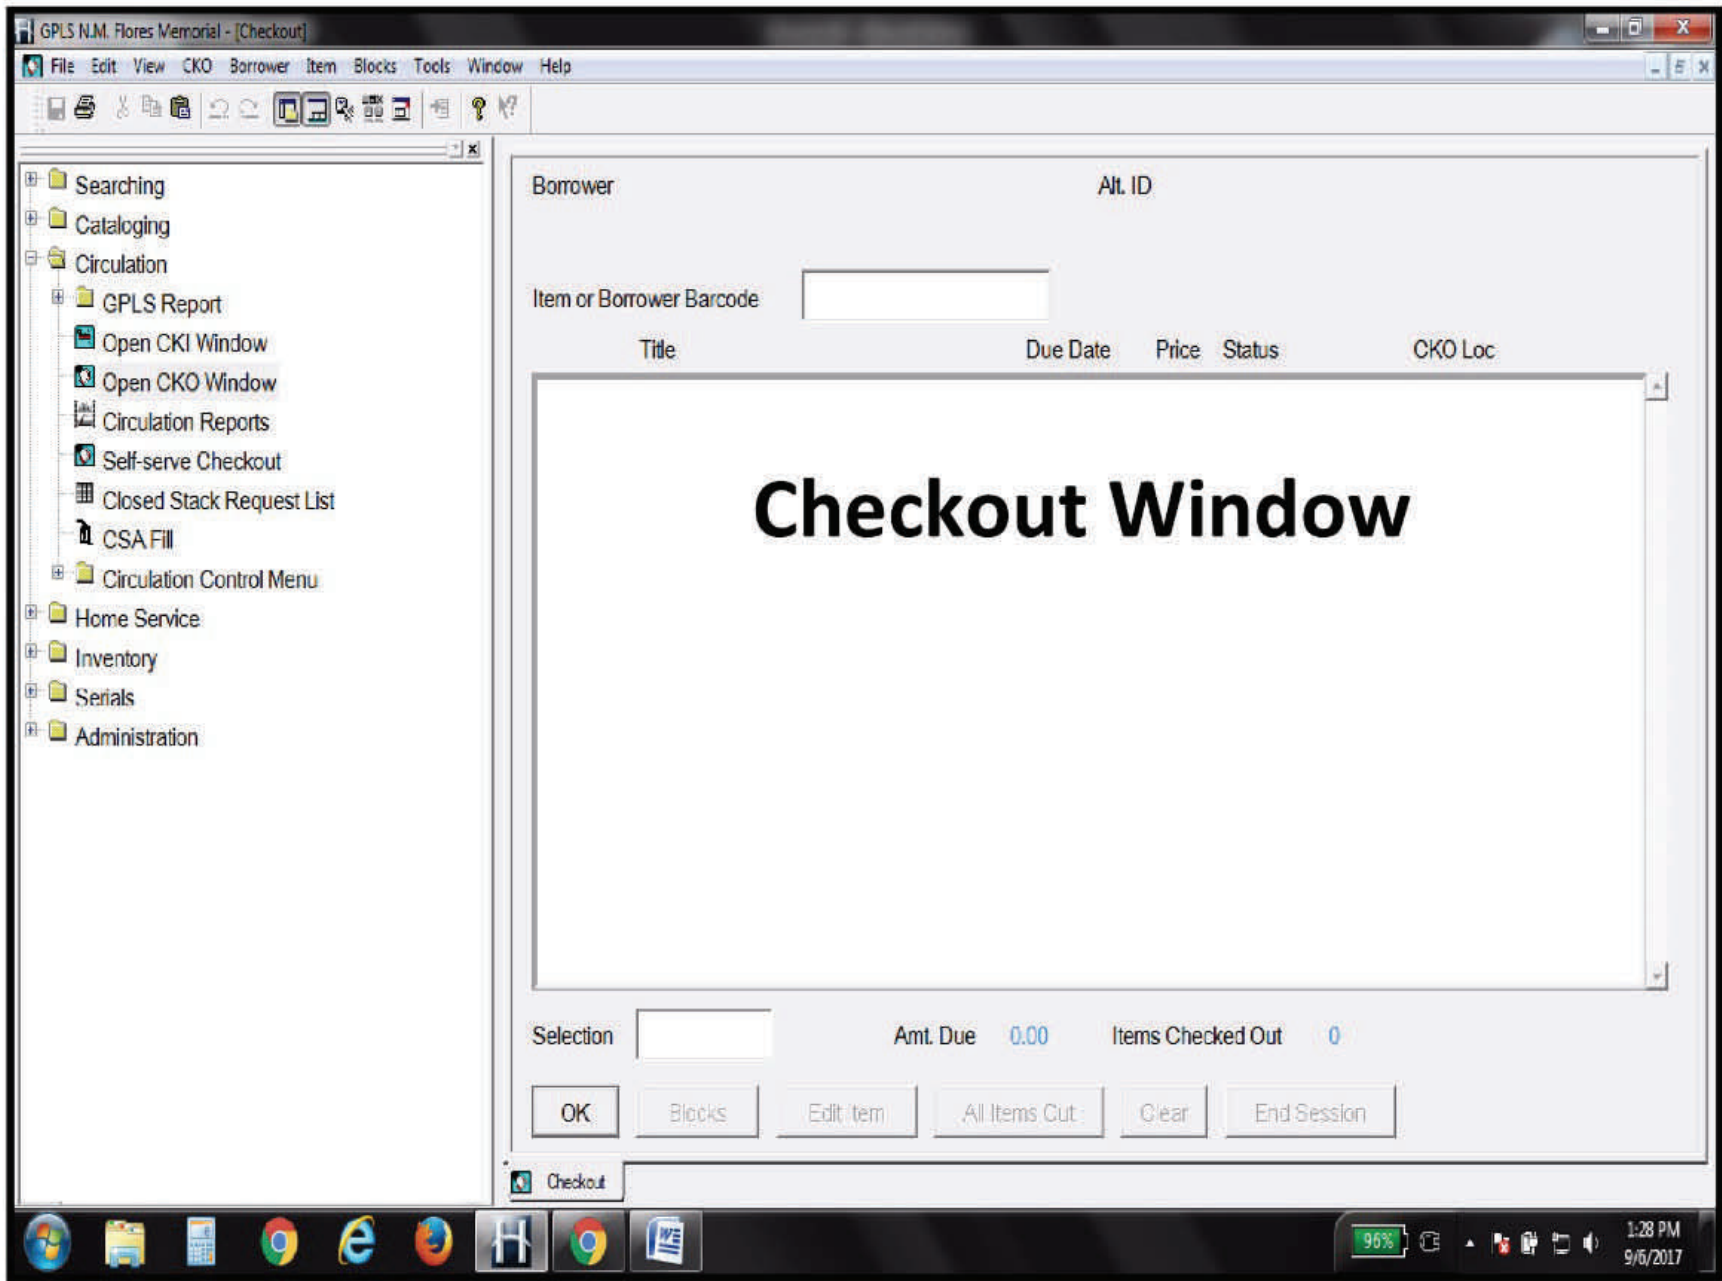 GPLS N.M. Flores Memorial - [Checkout]
File Edit View CKO Borrower Item Blocks Tools Window Help
Searching
Cataloging
Circulation
GPLS Report
Open CKI Window
Open CKO Window
Circulation Reports
Self-serve Checkout
Closed Stack Request List
CSA Fill
Circulation Control Menu
Home Service
Inventory
Serials
Administration
Borrower Alt. ID
Item or Borrower Barcode
Title Due Date Price Status CKO Loc
Checkout Window
Selection Amt. Due 0.00 Items Checked Out 0
OK Blocks Edit Item All Items Out Clear End Session
Checkout
96% 1:28 PM
9/6/2017